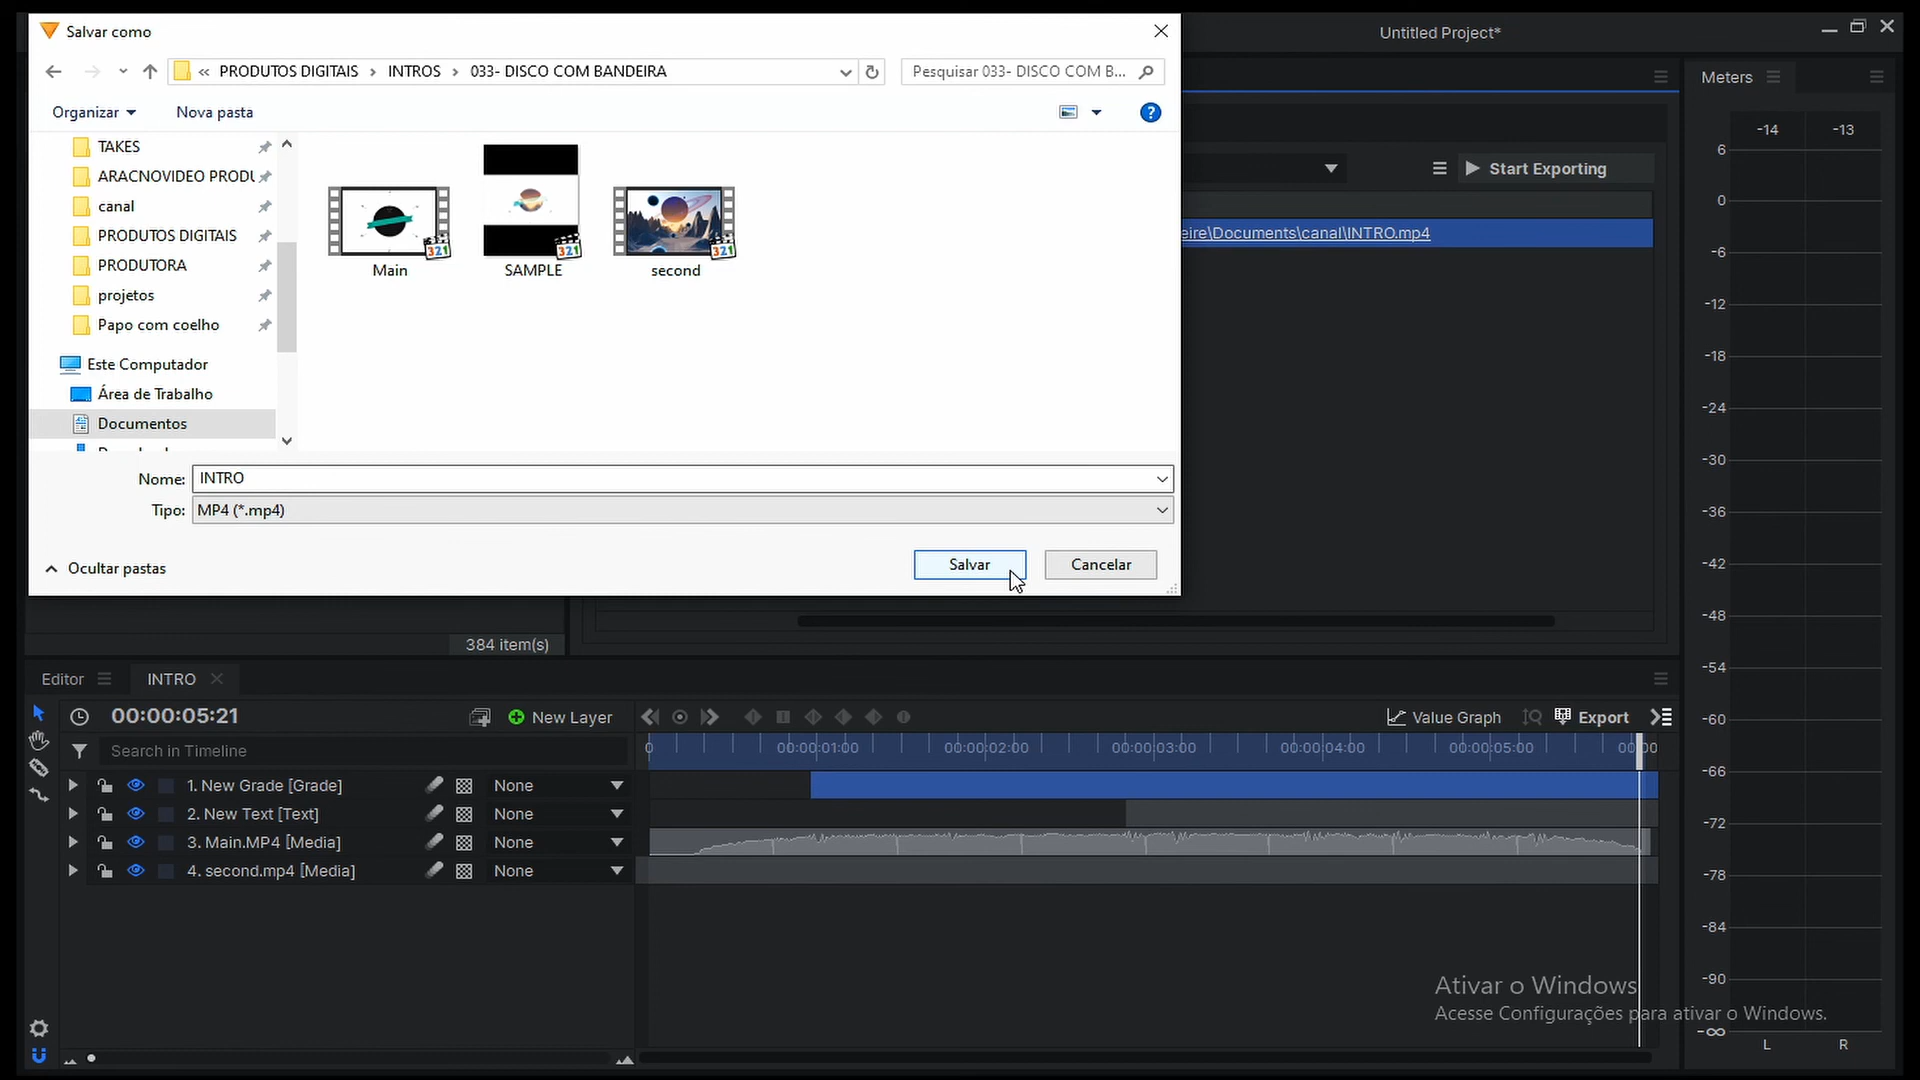 Salvar como
Untitled Project*
« PRODUTOS DIGITAIS › INTROS › 033- DISCO COM BANDEIRA
Pesquisar 033- DISCO COM B...
Organizar
Nova pasta
Meters
-14 -13
TAKES
ARACNOVIDEO PRODU
canal
PRODUTOS DIGITAIS
PRODUTORA
projetos
Papo com coelho
Este Computador
Área de Trabalho
Documentos
Main
SAMPLE
second
Start Exporting
eire\Documents\canal\INTRO.mp4
Nome: INTRO
Tipo: MP4 (*.mp4)
Ocultar pastas
Salvar
Cancelar
384 item(s)
6
0
-6
-12
-18
-24
-30
-36
-42
-48
-54
-60
-66
-72
-78
-84
-90
-∞
L R
Editor
INTRO
00:00:05:21
New Layer
Value Graph
Export
Search in Timeline
0 00:00:01:00 00:00:02:00 00:00:03:00 00:00:04:00 00:00:05:00
1. New Grade [Grade] None
2. New Text [Text] None
3. Main.MP4 [Media] None
4. second.mp4 [Media] None
Ativar o Windows
Acesse Configurações para ativar o Windows.